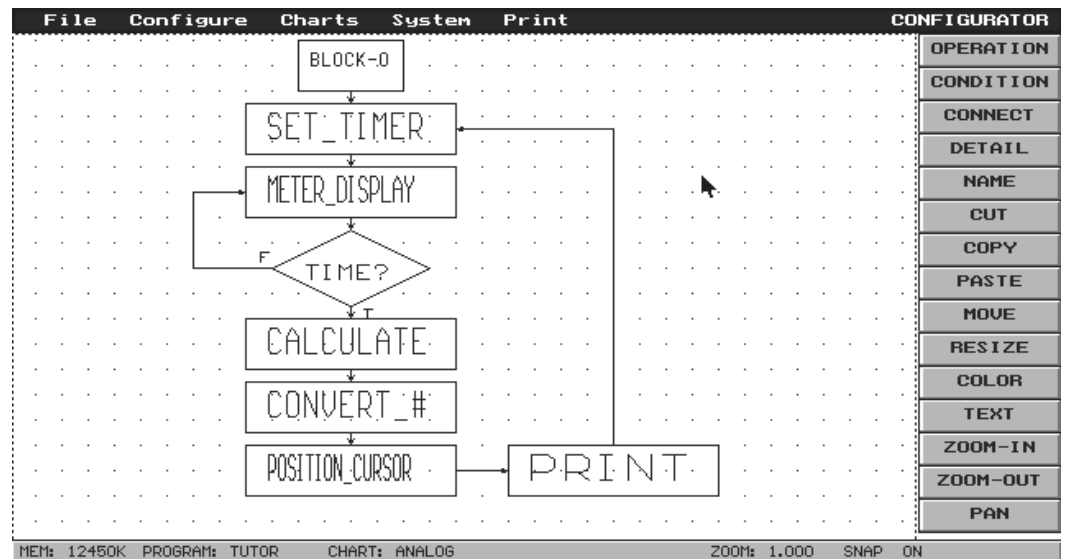 File Configure Charts System Print CONFIGURATOR
BLOCK-0
SET_TIMER
METER_DISPLAY
F
TIME?
T
CALCULATE
CONVERT_#
POSITION_CURSOR
PRINT
OPERATION
CONDITION
CONNECT
DETAIL
NAME
CUT
COPY
PASTE
MOVE
RESIZE
COLOR
TEXT
ZOOM-IN
ZOOM-OUT
PAN
MEM: 12450K PROGRAM: TUTOR CHART: ANALOG ZOOM: 1.000 SNAP ON